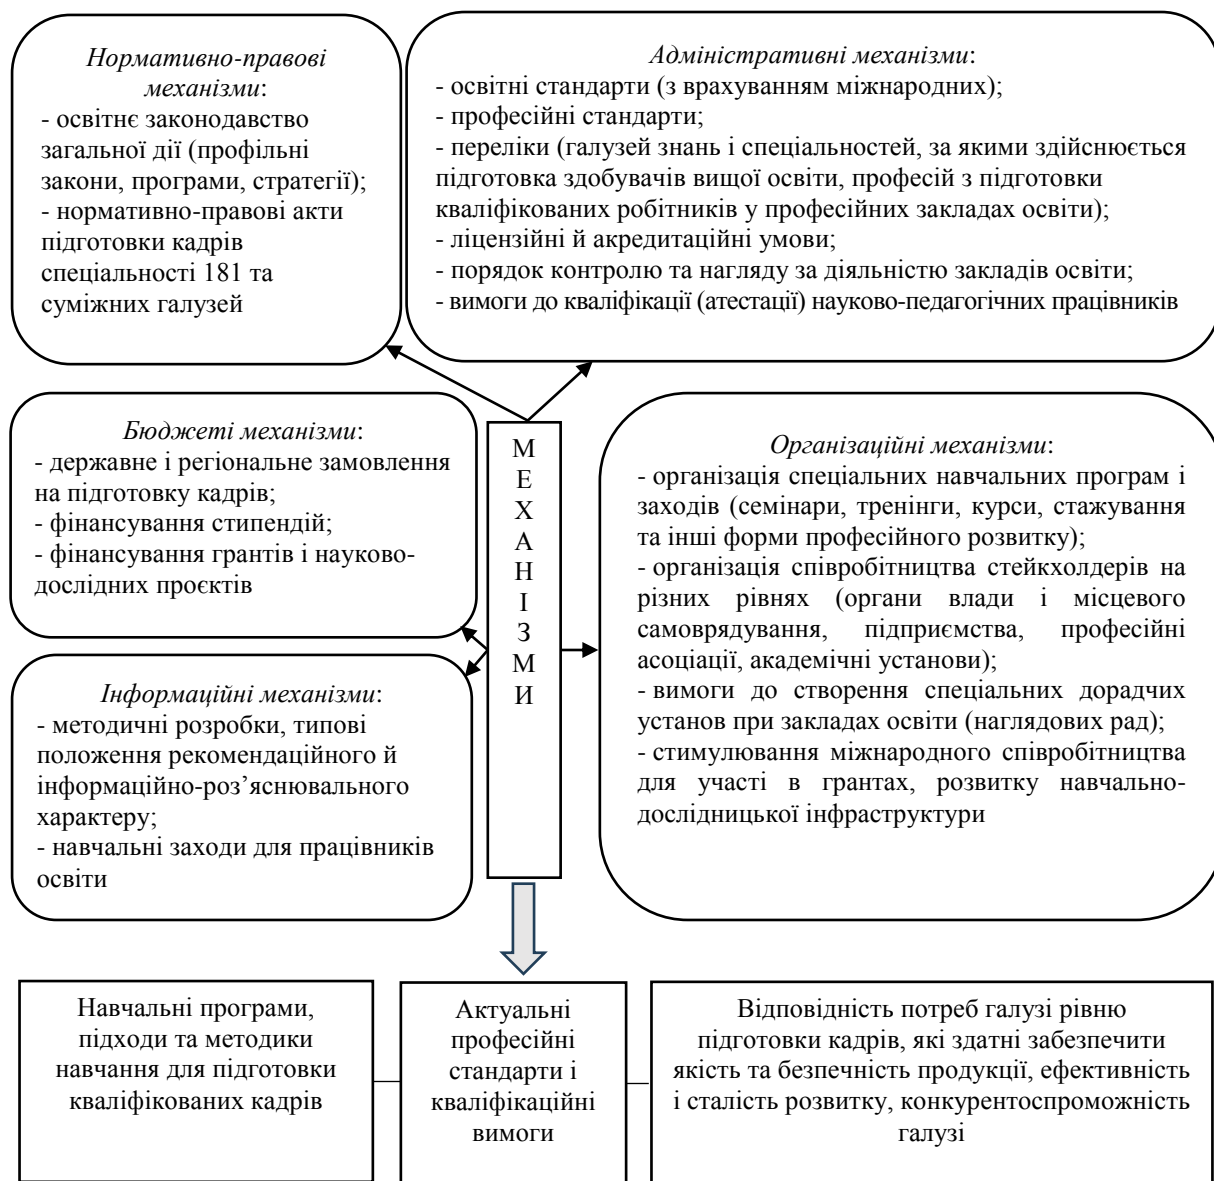 Нормативно-правові
механізми:
- освітнє законодавство
загальної дії (профільні
закони, програми, стратегії);
- нормативно-правові акти
підготовки кадрів
спеціальності 181 та
суміжних галузей
Адміністративні механізми:
- освітні стандарти (з врахуванням міжнародних);
- професійні стандарти;
- переліки (галузей знань і спеціальностей, за якими здійснюється
підготовка здобувачів вищої освіти, професій з підготовки
кваліфікованих робітників у професійних закладах освіти);
- ліцензійні й акредитаційні умови;
- порядок контролю та нагляду за діяльністю закладів освіти;
- вимоги до кваліфікації (атестації) науково-педагогічних працівників
Бюджеті механізми:
- державне і регіональне замовлення
на підготовку кадрів;
- фінансування стипендій;
- фінансування грантів і науково-
дослідних проєктів
М
Е
Х
А
Н
І
З
М
И
Організаційні механізми:
- організація спеціальних навчальних програм і
заходів (семінари, тренінги, курси, стажування
та інші форми професійного розвитку);
- організація співробітництва стейкхолдерів на
різних рівнях (органи влади і місцевого
самоврядування, підприємства, професійні
асоціації, академічні установи);
- вимоги до створення спеціальних дорадчих
установ при закладах освіти (наглядових рад);
- стимулювання міжнародного співробітництва
для участі в грантах, розвитку навчально-
дослідницької інфраструктури
Інформаційні механізми:
- методичні розробки, типові
положення рекомендаційного й
інформаційно-роз’яснювального
характеру;
- навчальні заходи для працівників
освіти
Навчальні програми,
підходи та методики
навчання для підготовки
кваліфікованих кадрів
Актуальні
професійні
стандарти і
кваліфікаційні
вимоги
Відповідність потреб галузі рівню
підготовки кадрів, які здатні забезпечити
якість та безпечність продукції, ефективність
і сталість розвитку, конкурентоспроможність
галузі